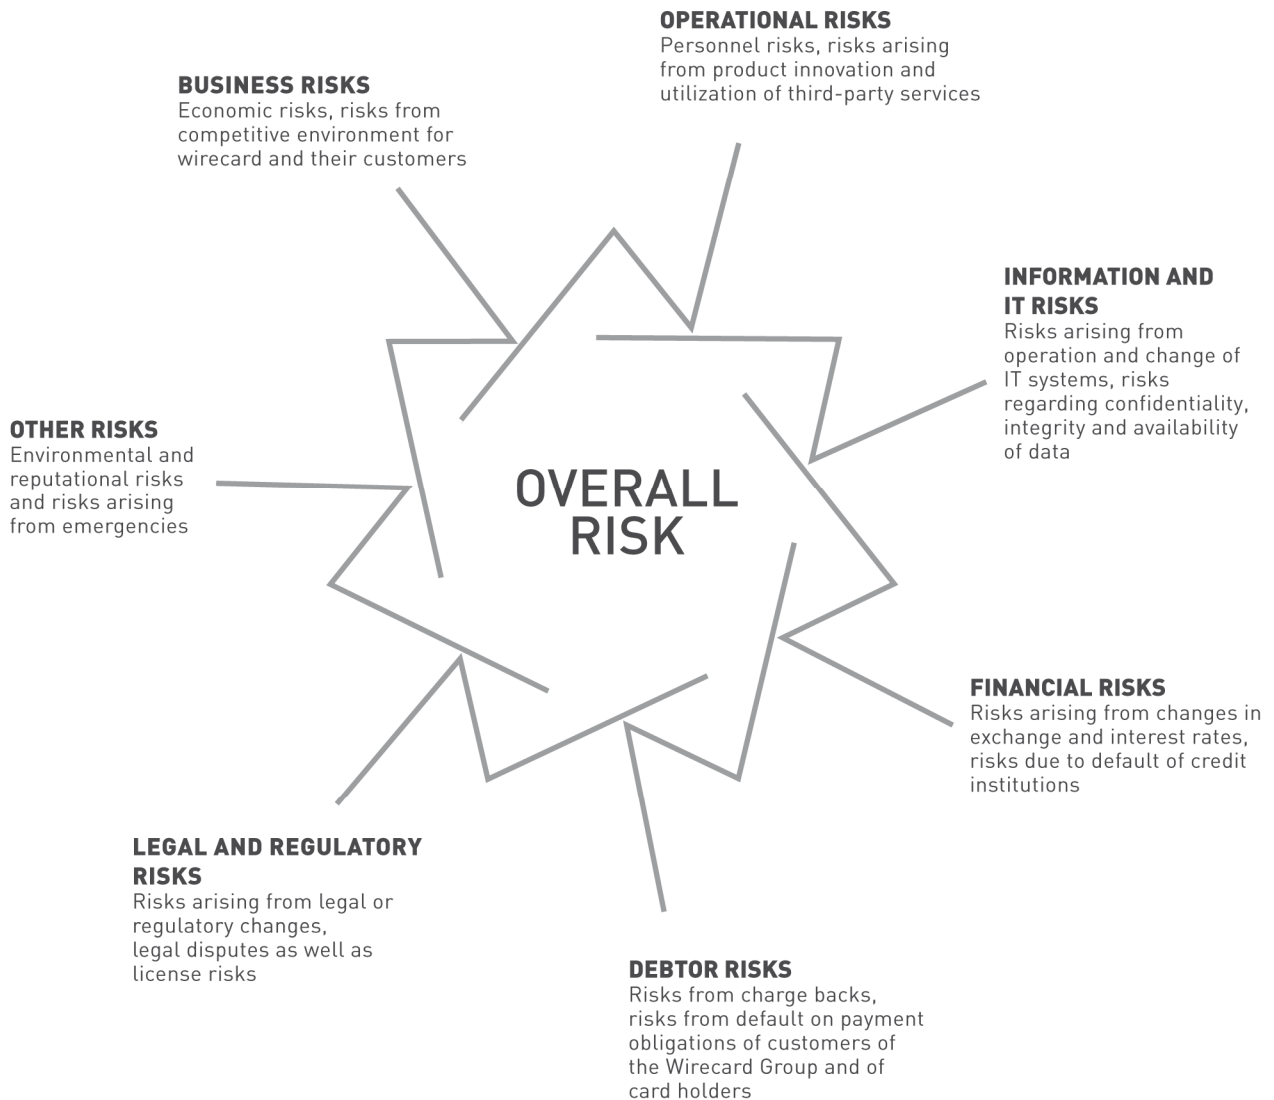 OPERATIONAL RISKS
Personnel risks, risks arising
from product innovation and
utilization of third-party services
BUSINESS RISKS
Economic risks, risks from
competitive environment for
wirecard and their customers
INFORMATION AND
IT RISKS
Risks arising from
operation and change of
IT systems, risks
regarding confidentiality,
integrity and availability
of data
OTHER RISKS
Environmental and
reputational risks
and risks arising
from emergencies
OVERALL
RISK
FINANCIAL RISKS
Risks arising from changes in
exchange and interest rates,
risks due to default of credit
institutions
LEGAL AND REGULATORY
RISKS
Risks arising from legal or
regulatory changes,
legal disputes as well as
license risks
DEBTOR RISKS
Risks from charge backs,
risks from default on payment
obligations of customers of
the Wirecard Group and of
card holders